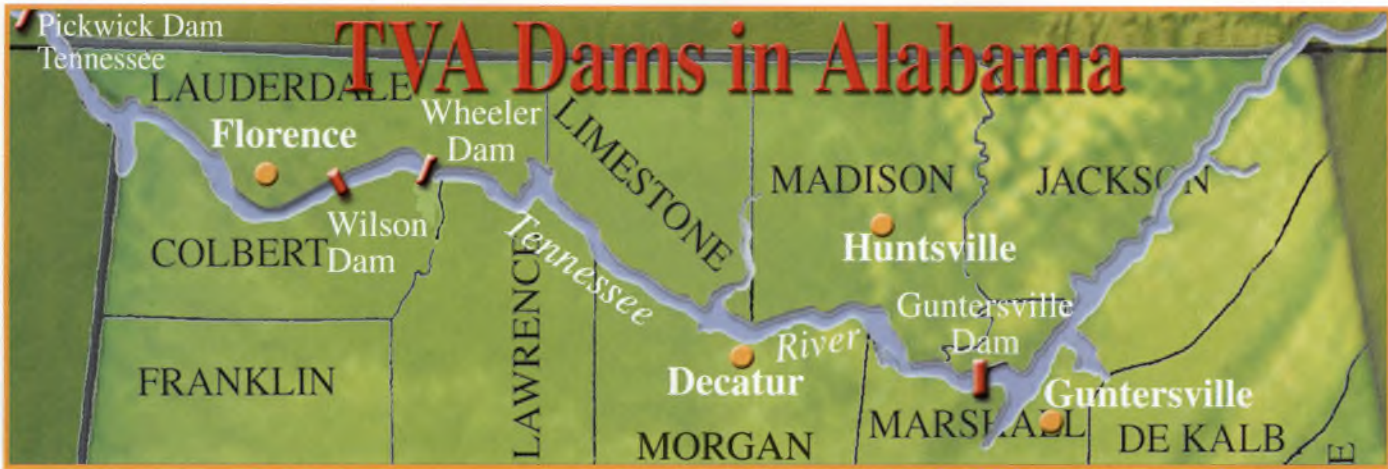 TVA Dams in Alabama
Pickwick Dam
Tennessee
LAUDERDALE
Florence
Wheeler
Dam
LIMESTONE
MADISON
JACKSON
Huntsville
COLBERT
Wilson
Dam
Tennessee
River
LAWRENCE
Guntersville
Dam
FRANKLIN
Decatur
Guntersville
MORGAN
MARSHALL
DE KALB
E